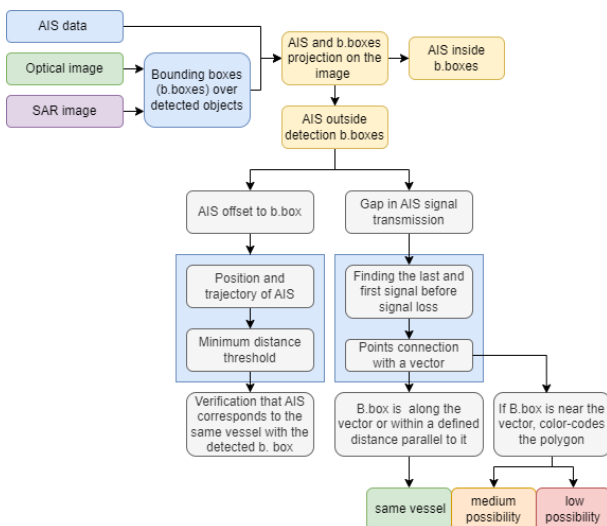 AIS data
Optical image
SAR image
Bounding boxes
(b.boxes) over
detected objects
AIS and b.boxes
projection on the
image
AIS inside
b.boxes
AIS outside
detection b.boxes
AIS offset to b.box
Gap in AIS signal
transmission
Position and
trajectory of AIS
Minimum distance
threshold
Finding the last and
first signal before
signal loss
Points connection
with a vector
Verification that AIS
corresponds to the
same vessel with the
detected b. box
B.box is along the
vector or within a defined
distance parallel to it
If B.box is near the
vector, color-codes
the polygon
same vessel
medium
possibility
low
possibility